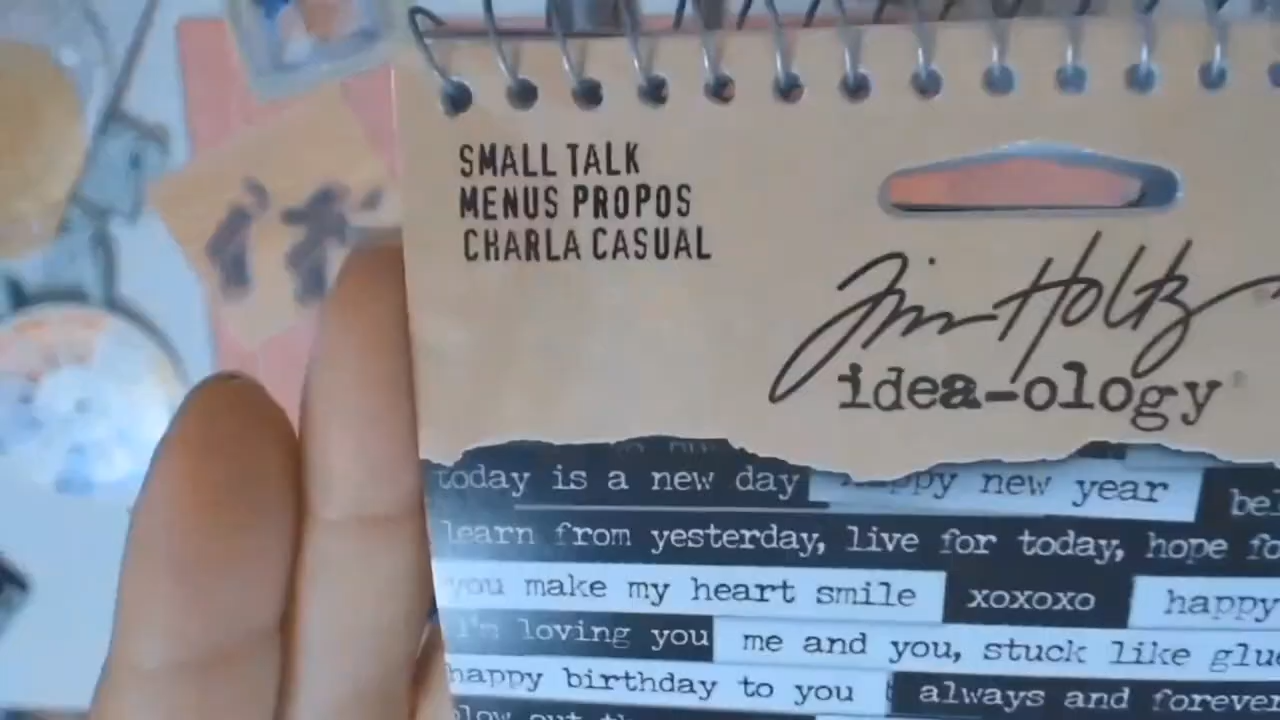 SMALL TALK
MENUS PROPOS
CHARLA CASUAL
Tim Holtz
idea-ology
today is a new day new year
learn from yesterday, live for today, hope
you make my heart smile xoxoxo happy
I'm loving you me and you, stuck like
happy birthday to you always and forever